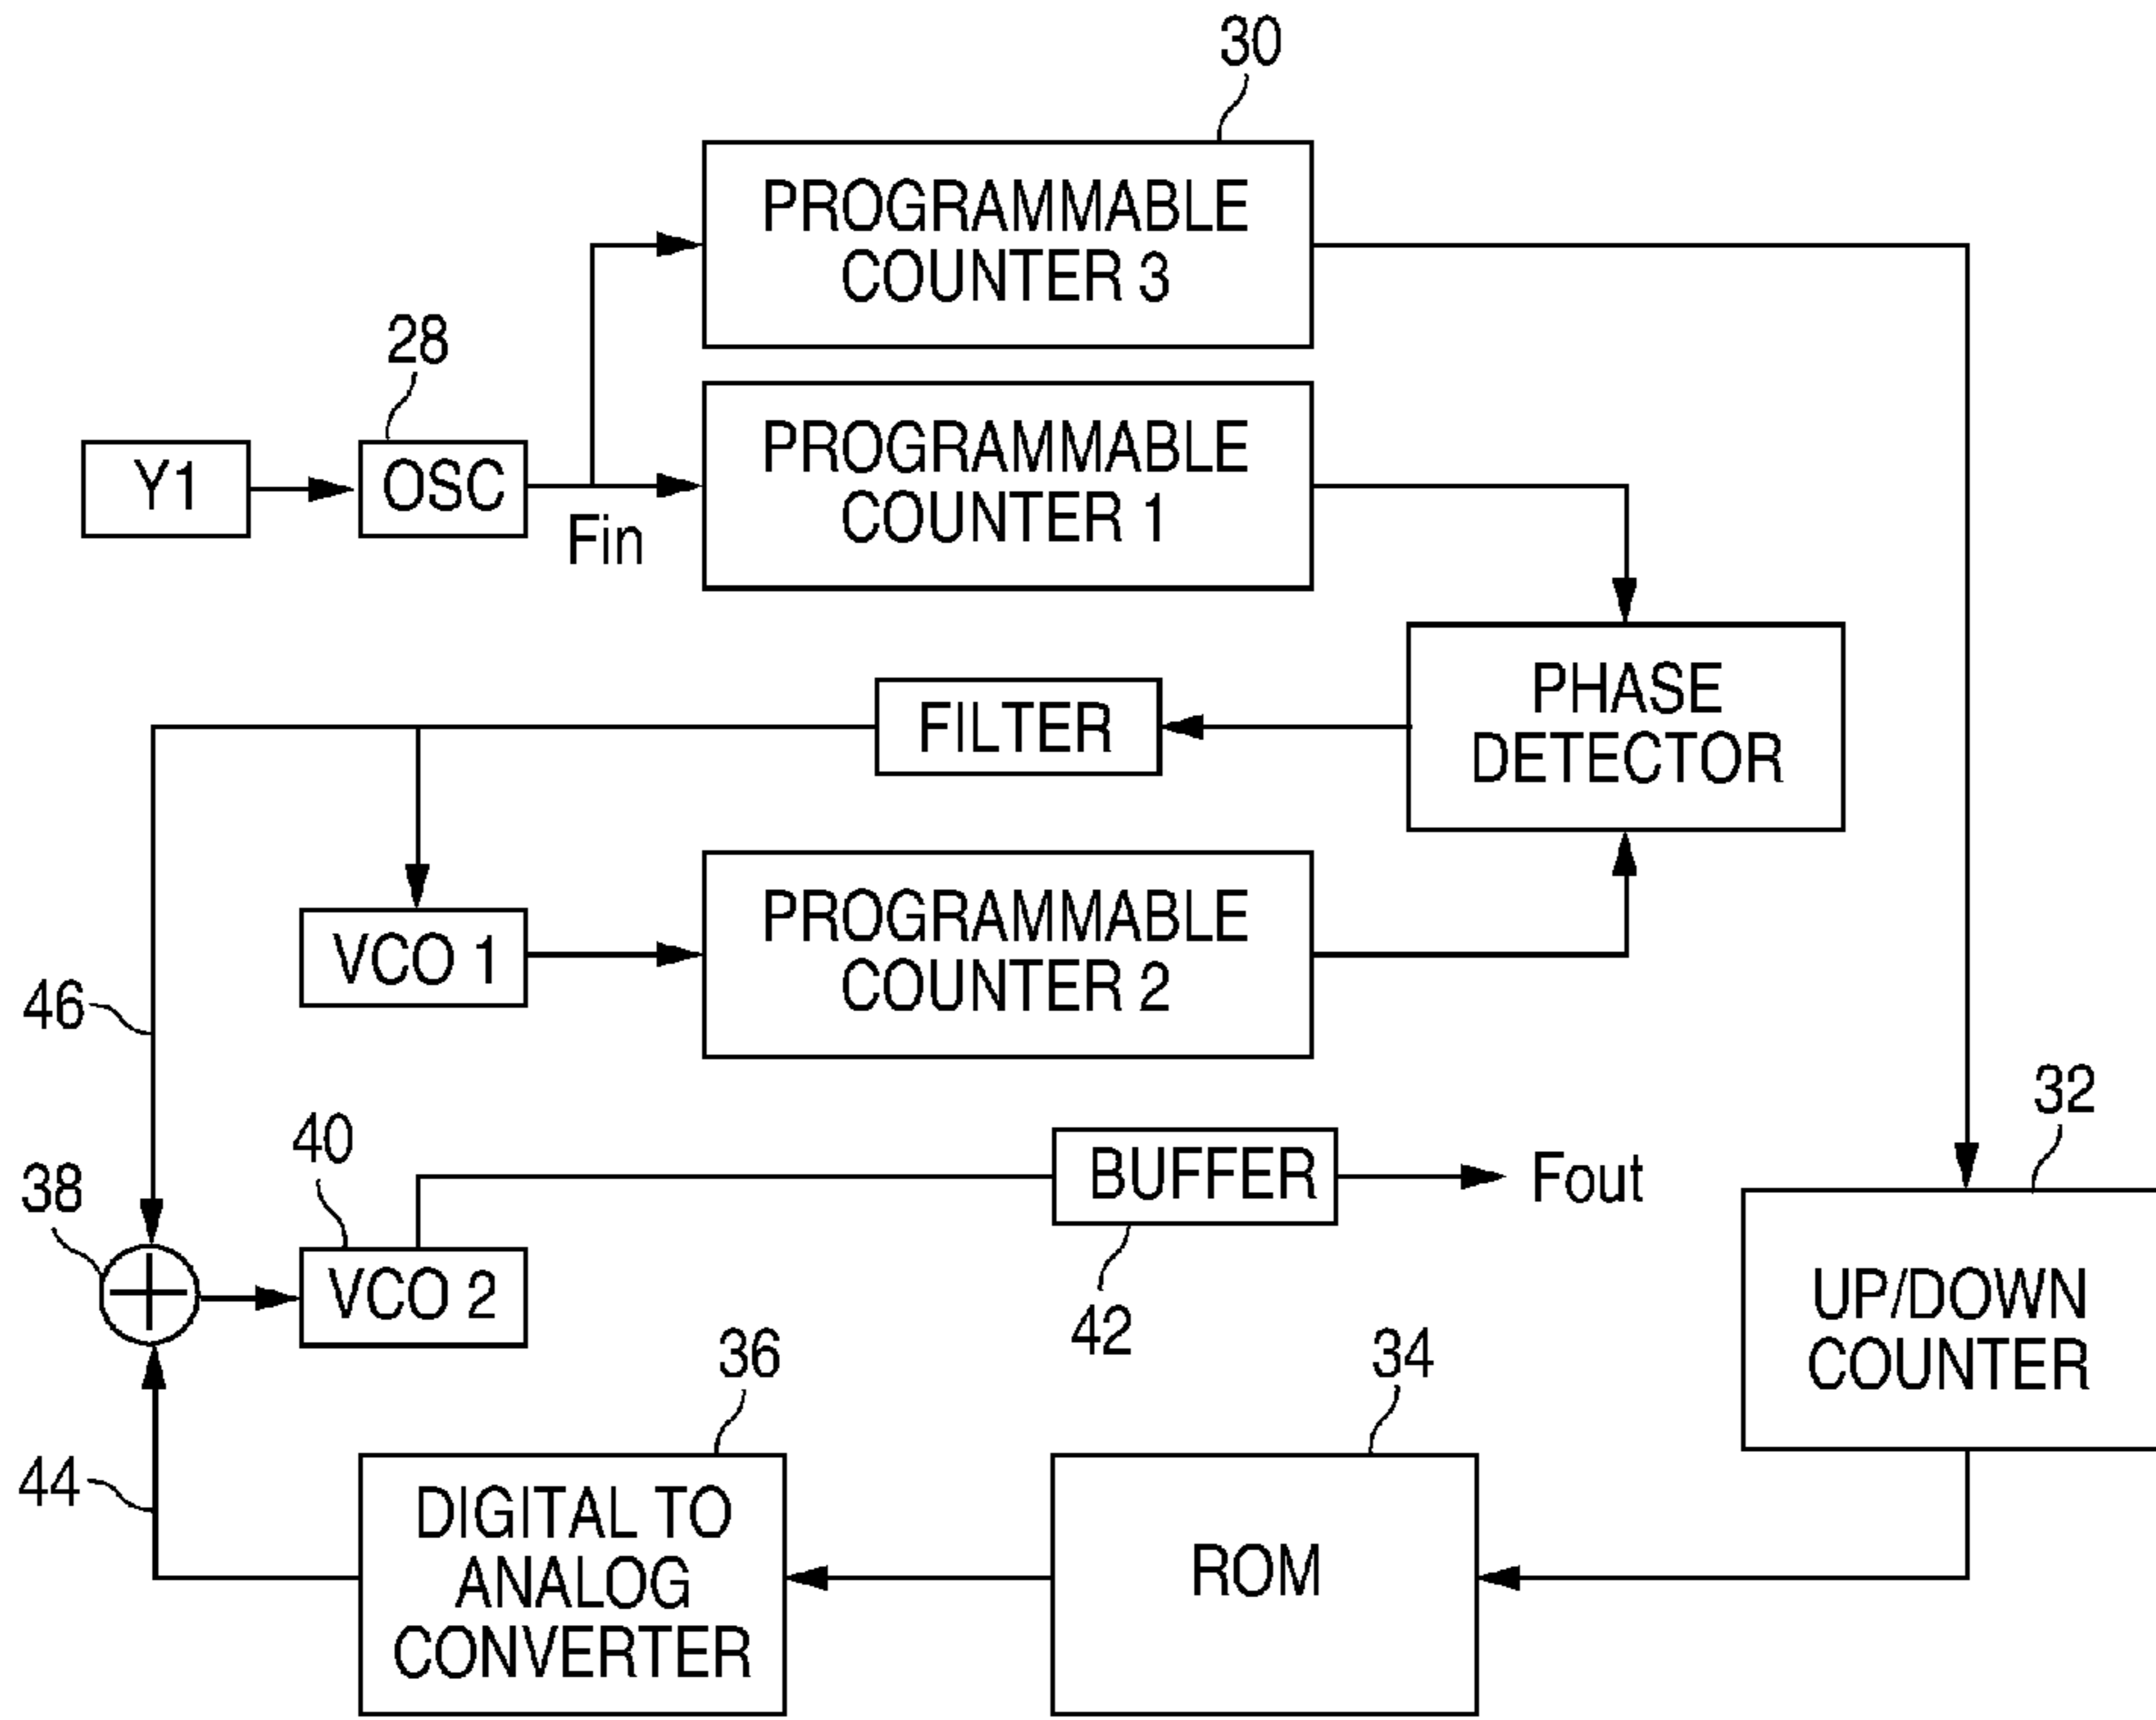 30
PROGRAMMABLE
COUNTER 3
28
Y1
OSC
Fin
PROGRAMMABLE
COUNTER 1
PHASE
DETECTOR
FILTER
VCO 1
PROGRAMMABLE
COUNTER 2
46
32
40
38
VCO 2
BUFFER
Fout
42
UP/DOWN
COUNTER
36
34
44
DIGITAL TO
ANALOG
CONVERTER
ROM